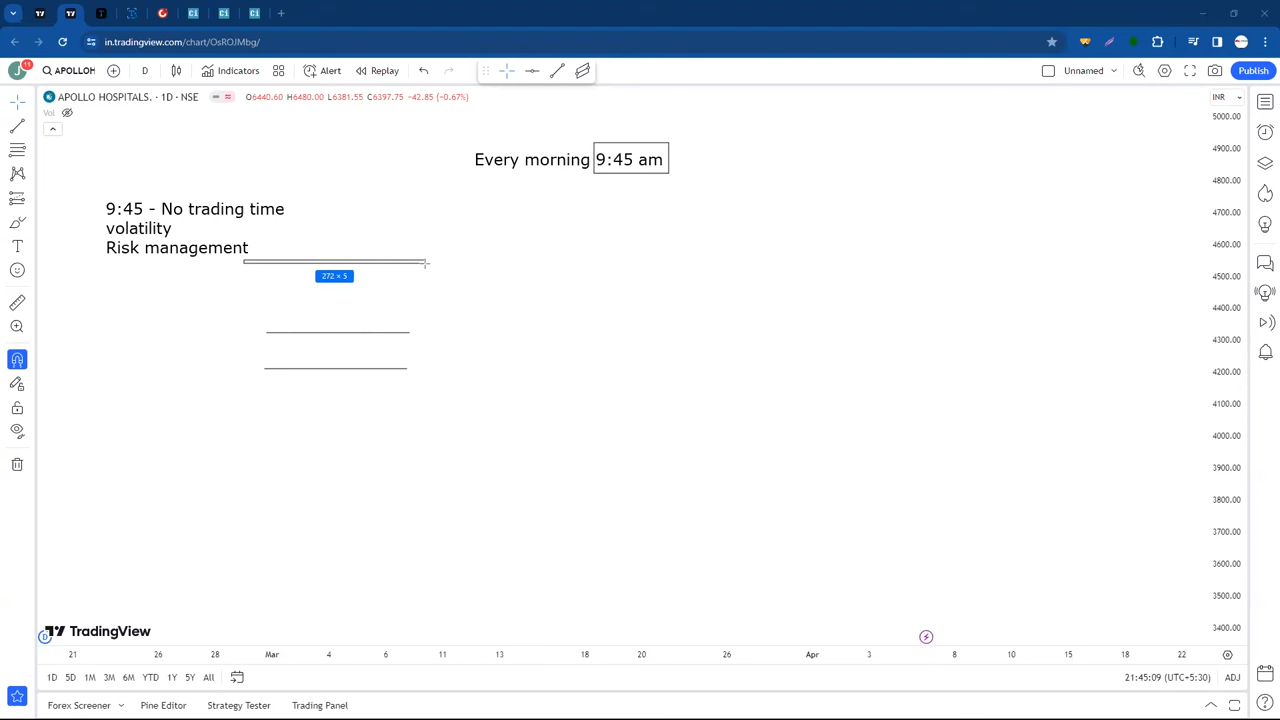 in.tradingview.com/chart/OsROJMbg/
11
APOLLOH
D
Indicators
Alert
Replay
Unnamed
Publish
APOLLO HOSPITALS. · 1D · NSE
O6440.60 H6480.00 L6381.55 C6397.75 -42.85 (-0.67%)
INR
Vol
5000.00
4900.00
4800.00
4700.00
4600.00
4500.00
4400.00
4300.00
4200.00
4100.00
4000.00
3900.00
3800.00
3700.00
3600.00
3500.00
3400.00
Every morning 9:45 am
9:45 - No trading time
volatility
Risk management
272 × 5
TradingView
21 26 28 Mar 4 6 11 13 18 20 26 Apr 3 8 10 15 18 22
1D 5D 1M 3M 6M YTD 1Y 5Y All
21:45:09 (UTC+5:30) ADJ
Forex Screener Pine Editor Strategy Tester Trading Panel